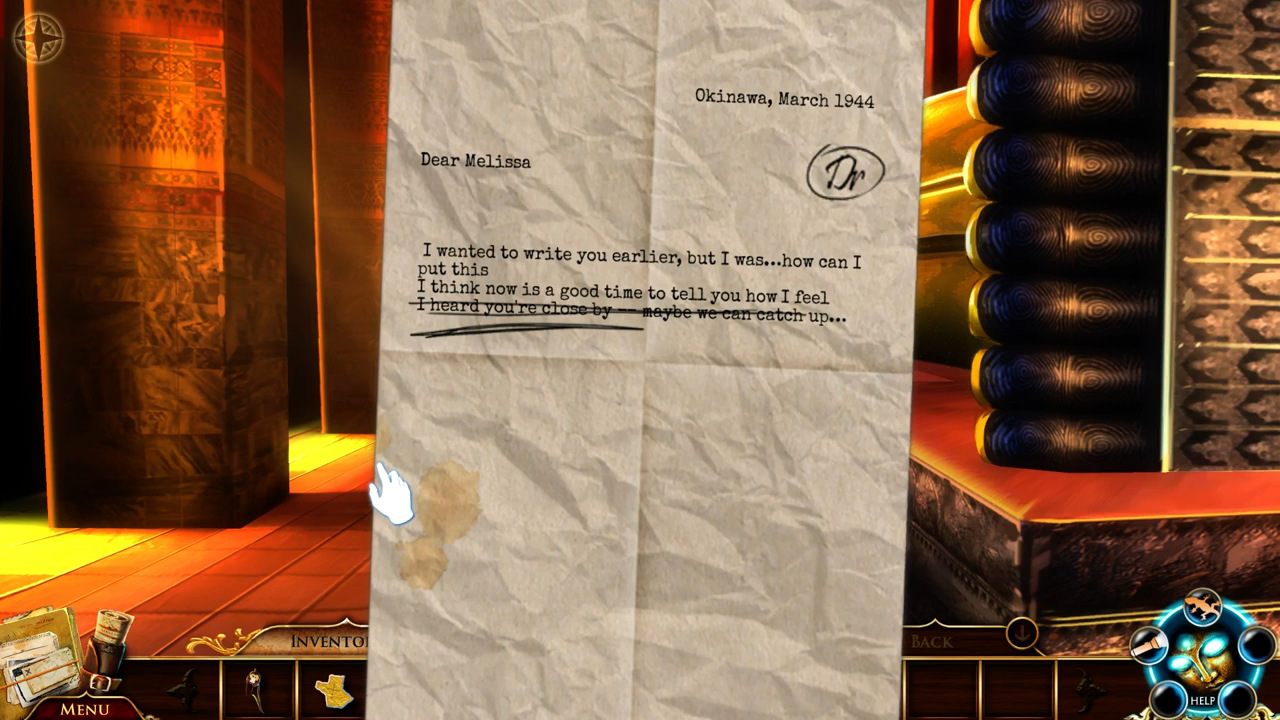 Okinawa, March 1944
Dear Melissa
Dr
I wanted to write you earlier, but I was...how can I
put this
I think now is a good time to tell you how I feel
I heard you're close by -- maybe we can catch up...
INVENTO
BACK
MENU
HELP